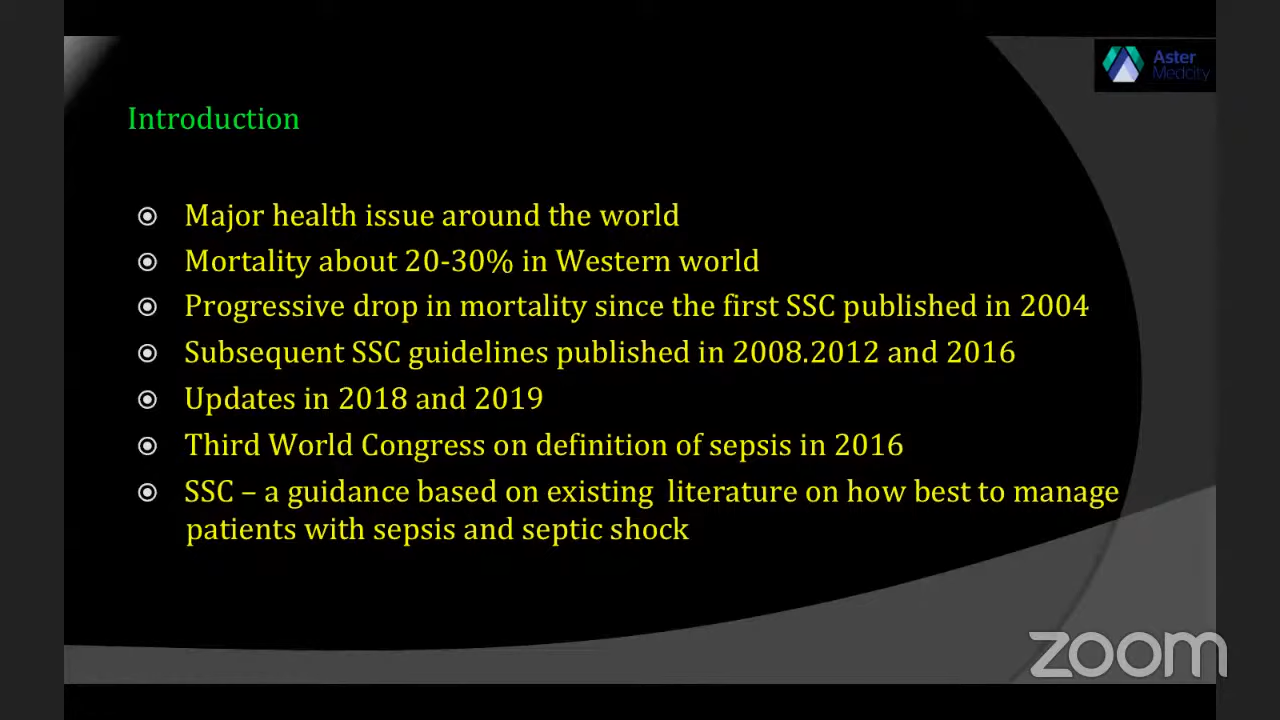 Aster
Medcity
Introduction
Major health issue around the world
Mortality about 20-30% in Western world
Progressive drop in mortality since the first SSC published in 2004
Subsequent SSC guidelines published in 2008.2012 and 2016
Updates in 2018 and 2019
Third World Congress on definition of sepsis in 2016
SSC – a guidance based on existing  literature on how best to manage
patients with sepsis and septic shock
zoom